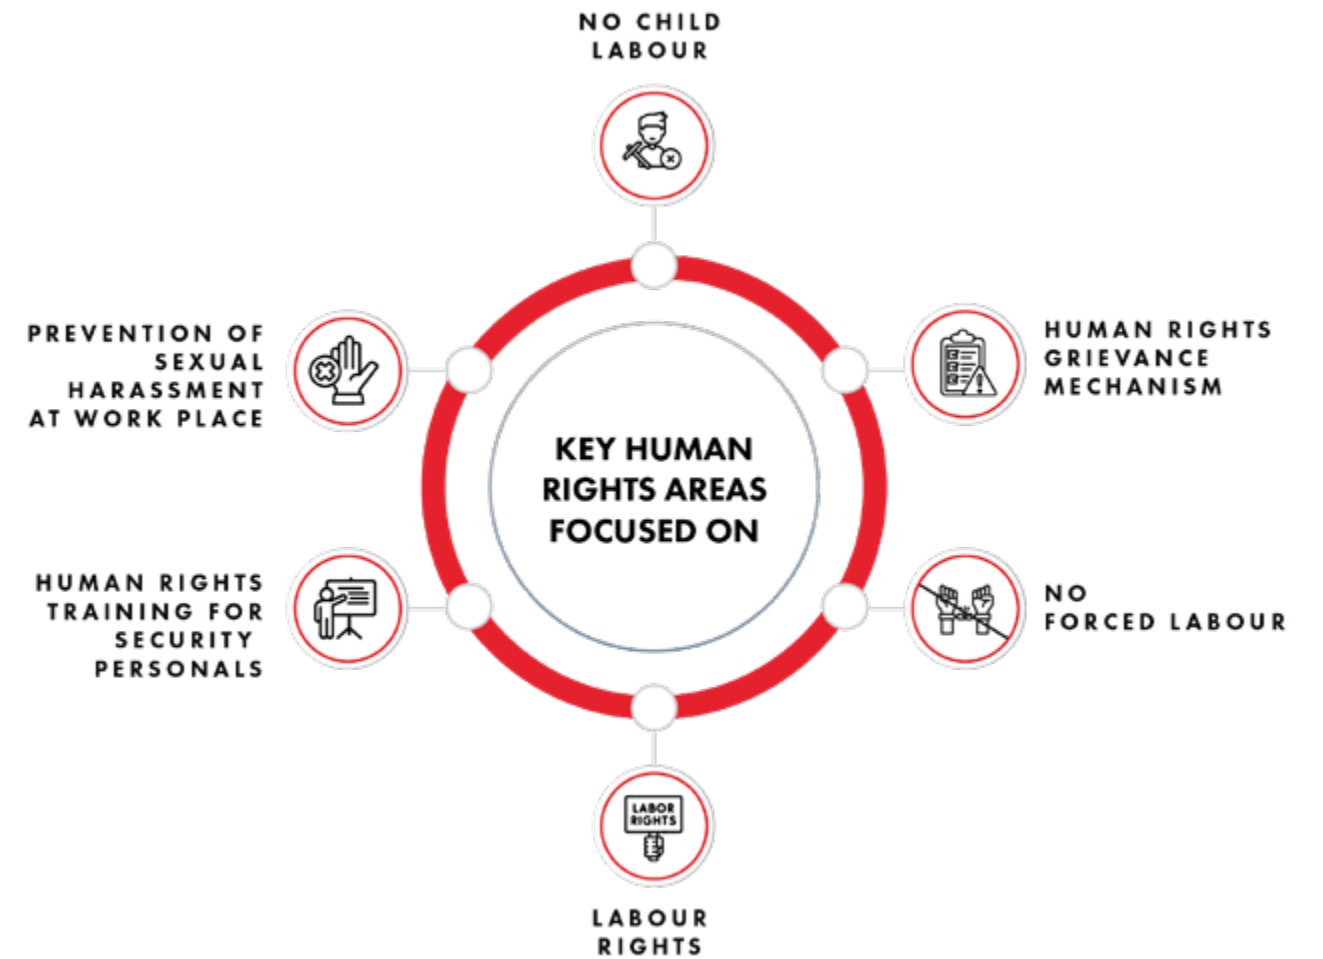 NO CHILD
LABOUR
HUMAN RIGHTS
GRIEVANCE
MECHANISM
NO
FORCED LABOUR
LABOR
RIGHTS
LABOUR
RIGHTS
HUMAN RIGHTS
TRAINING FOR
SECURITY
PERSONALS
PREVENTION OF
SEXUAL
HARASSMENT
AT WORK PLACE
KEY HUMAN
RIGHTS AREAS
FOCUSED ON